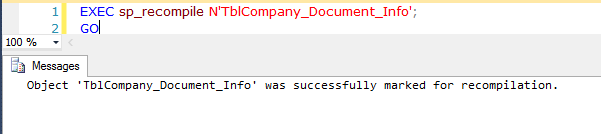 1 EXEC sp_recompile N'TblCompany_Document_Info';
2 GO
100 %
Messages
Object 'TblCompany_Document_Info' was successfully marked for recompilation.